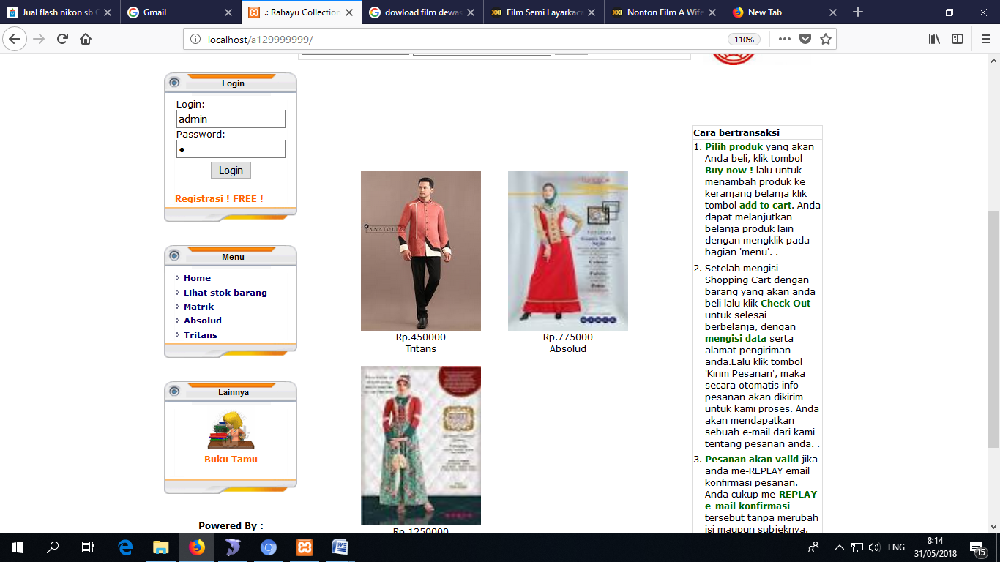 Jual flash nikon sb
Gmail
.: Rahayu Collection
dowload film dewas
Film Semi Layarkaca
Nonton Film A Wife
New Tab
localhost/a129999999/
110%
Login
Login:
admin
Password:
Login
Registrasi ! FREE !
Menu
Home
Lihat stok barang
Matrik
Absolud
Tritans
Lainnya
Buku Tamu
Powered By :
ANATOLI
Rp.450000
Tritans
Rp.775000
Absolud
Rp.1250000
Cara bertransaksi
1. Pilih produk yang akan
Anda beli, klik tombol
Buy now ! lalu untuk
menambah produk ke
keranjang belanja klik
tombol add to cart. Anda
dapat melanjutkan
belanja produk lain
dengan mengklik pada
bagian 'menu'. .
2. Setelah mengisi
Shopping Cart dengan
barang yang akan anda
beli lalu klik Check Out
untuk selesai
berbelanja, dengan
mengisi data serta
alamat pengiriman
anda.Lalu klik tombol
'Kirim Pesanan', maka
secara otomatis info
pesanan akan dikirim
untuk kami proses. Anda
akan mendapatkan
sebuah e-mail dari kami
tentang pesanan anda. .
3. Pesanan akan valid jika
anda me-REPLAY email
konfirmasi pesanan.
Anda cukup me-REPLAY
e-mail konfirmasi
tersebut tanpa merubah
isi maupun subjeknya.
ENG
8:14
31/05/2018
15